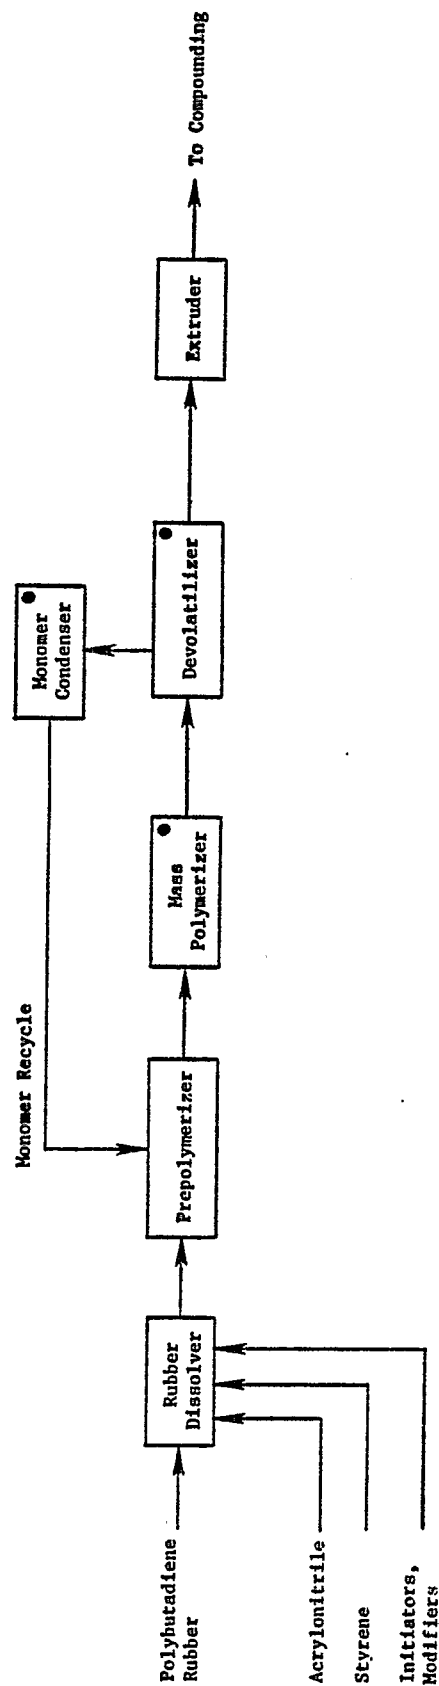 Polybutadiene
Rubber
Acrylonitrile
Styrene
Initiators,
Modifiers
Rubber
Dissolver
Prepolymerizer
Monomer Recycle
Mass
Polymerizer
Monomer
Condenser
Devolatilizer
Extruder
To Compounding